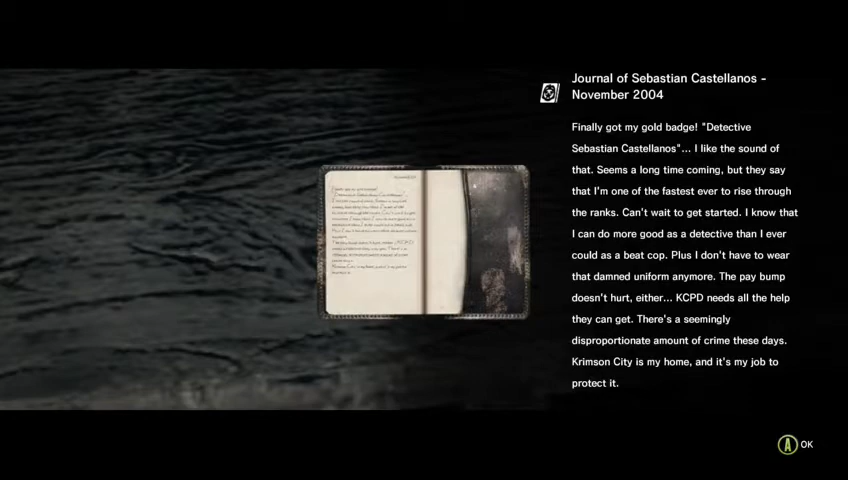 Journal of Sebastian Castellanos -
November 2004
Finally got my gold badge! "Detective
Sebastian Castellanos"... I like the sound of
that. Seems a long time coming, but they say
that I'm one of the fastest ever to rise through
the ranks. Can't wait to get started. I know that
I can do more good as a detective than I ever
could as a beat cop. Plus I don't have to wear
that damned uniform anymore. The pay bump
doesn't hurt, either... KCPD needs all the help
they can get. There's a seemingly
disproportionate amount of crime these days.
Krimson City is my home, and it's my job to
protect it.
A OK